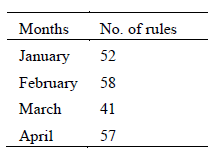 Months No. of rules
January 52
February 58
March 41
April 57